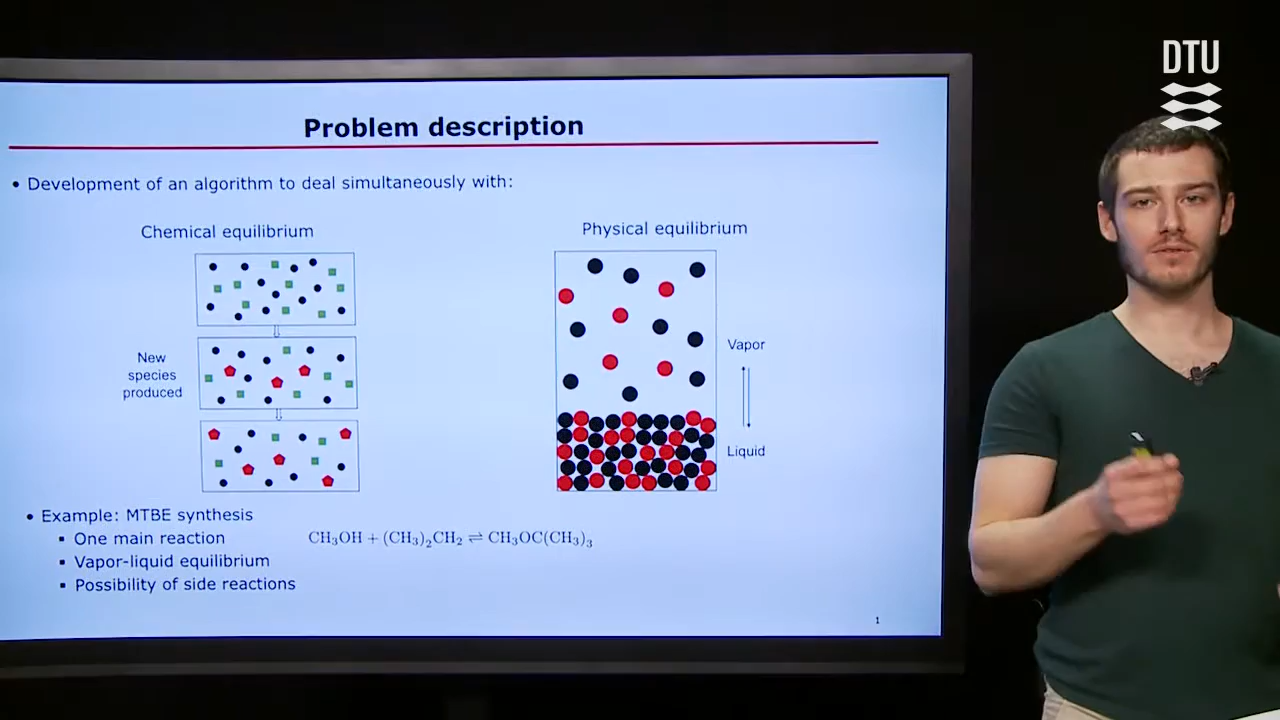 DTU
Problem description
• Development of an algorithm to deal simultaneously with:
Chemical equilibrium
Physical equilibrium
New
species
produced
Vapor
Liquid
• Example: MTBE synthesis
▪ One main reaction
CH₃OH + (CH₃)₂CH₂ ⇌ CH₃OC(CH₃)₃
▪ Vapor-liquid equilibrium
▪ Possibility of side reactions
1